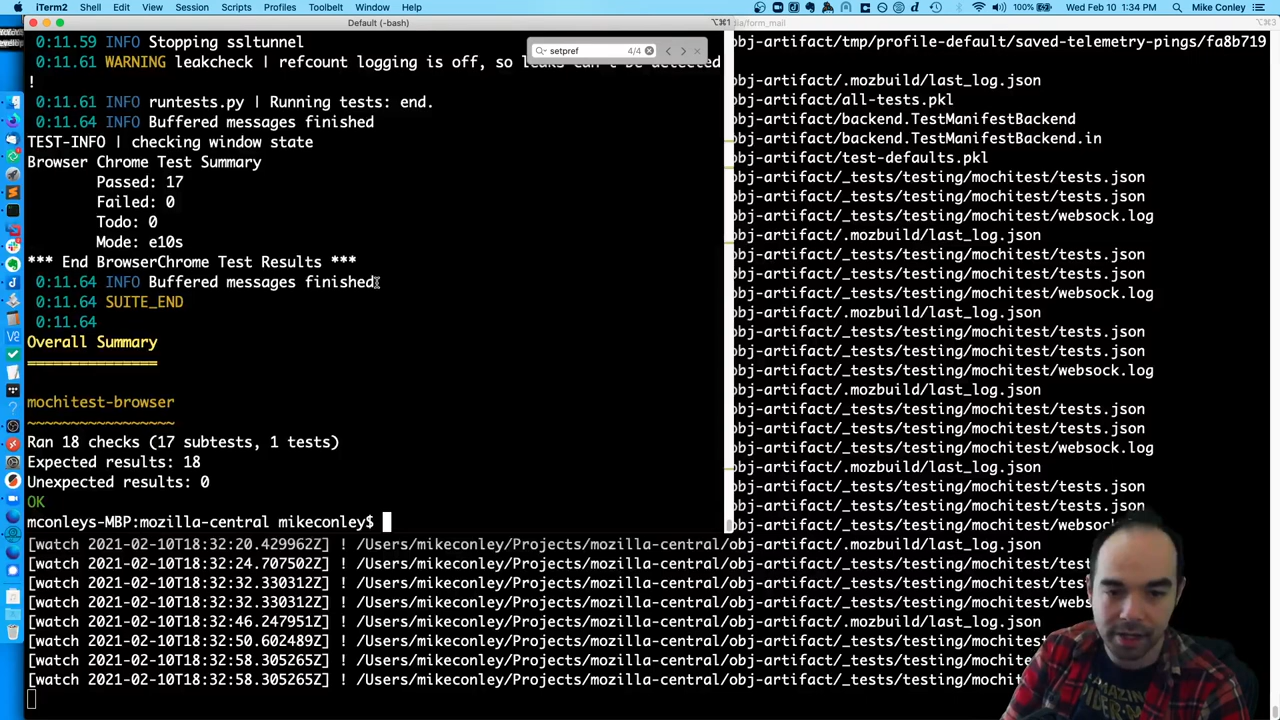 iTerm2 Shell Edit View Session Scripts Profiles Toolbelt Window Help 100% Wed Feb 10 1:34 PM Mike Conley
Default (-bash) ⌥⌘1
dia/form_mail ⌥⌘3
setpref 4/4
0:11.59 INFO Stopping ssltunnel
0:11.61 WARNING leakcheck | refcount logging is off, so leaks can't be detected
!
0:11.61 INFO runtests.py | Running tests: end.
0:11.64 INFO Buffered messages finished
TEST-INFO | checking window state
Browser Chrome Test Summary
Passed: 17
Failed: 0
Todo: 0
Mode: e10s
*** End BrowserChrome Test Results ***
0:11.64 INFO Buffered messages finished
0:11.64 SUITE_END
0:11.64
Overall Summary
===============
mochitest-browser
~~~~~~~~~~~~~~~~~
Ran 18 checks (17 subtests, 1 tests)
Expected results: 18
Unexpected results: 0
OK
mconleys-MBP:mozilla-central mikeconley$
obj-artifact/tmp/profile-default/saved-telemetry-pings/fa8b719
obj-artifact/.mozbuild/last_log.json
obj-artifact/all-tests.pkl
obj-artifact/backend.TestManifestBackend
obj-artifact/backend.TestManifestBackend.in
obj-artifact/test-defaults.pkl
obj-artifact/_tests/testing/mochitest/tests.json
obj-artifact/_tests/testing/mochitest/tests.json
obj-artifact/_tests/testing/mochitest/websock.log
obj-artifact/.mozbuild/last_log.json
obj-artifact/_tests/testing/mochitest/tests.json
obj-artifact/_tests/testing/mochitest/tests.json
obj-artifact/_tests/testing/mochitest/websock.log
obj-artifact/.mozbuild/last_log.json
obj-artifact/_tests/testing/mochitest/tests.json
obj-artifact/_tests/testing/mochitest/tests.json
obj-artifact/_tests/testing/mochitest/websock.log
obj-artifact/.mozbuild/last_log.json
obj-artifact/_tests/testing/mochitest/tests.json
obj-artifact/_tests/testing/mochitest/tests.json
obj-artifact/_tests/testing/mochitest/websock.log
obj-artifact/.mozbuild/last_log.json
obj-artifact/_tests/testing/mochitest/tests.json
obj-artifact/_tests/testing/mochitest/tests.json
obj-artifact/_tests/testing/mochitest/websock
[watch 2021-02-10T18:32:20.429962Z] ! /Users/mikeconley/Projects/mozilla-central/obj-artifact/.mozbuild/last_log.json
[watch 2021-02-10T18:32:24.707502Z] ! /Users/mikeconley/Projects/mozilla-central/obj-artifact/_tests/testing/mochitest/tes
[watch 2021-02-10T18:32:32.330312Z] ! /Users/mikeconley/Projects/mozilla-central/obj-artifact/_tests/testing/mochitest/tes
[watch 2021-02-10T18:32:32.330312Z] ! /Users/mikeconley/Projects/mozilla-central/obj-artifact/_tests/testing/mochitest/web
[watch 2021-02-10T18:32:46.247951Z] ! /Users/mikeconley/Projects/mozilla-central/obj-artifact/.mozbuild/last_log.json
[watch 2021-02-10T18:32:50.602489Z] ! /Users/mikeconley/Projects/mozilla-central/obj-artifact/_tests/testing/mochitest
[watch 2021-02-10T18:32:58.305265Z] ! /Users/mikeconley/Projects/mozilla-central/obj-artifact/_tests/testing/moch
[watch 2021-02-10T18:32:58.305265Z] ! /Users/mikeconley/Projects/mozilla-central/obj-artifact/_tests/testing/mo
AMAZING